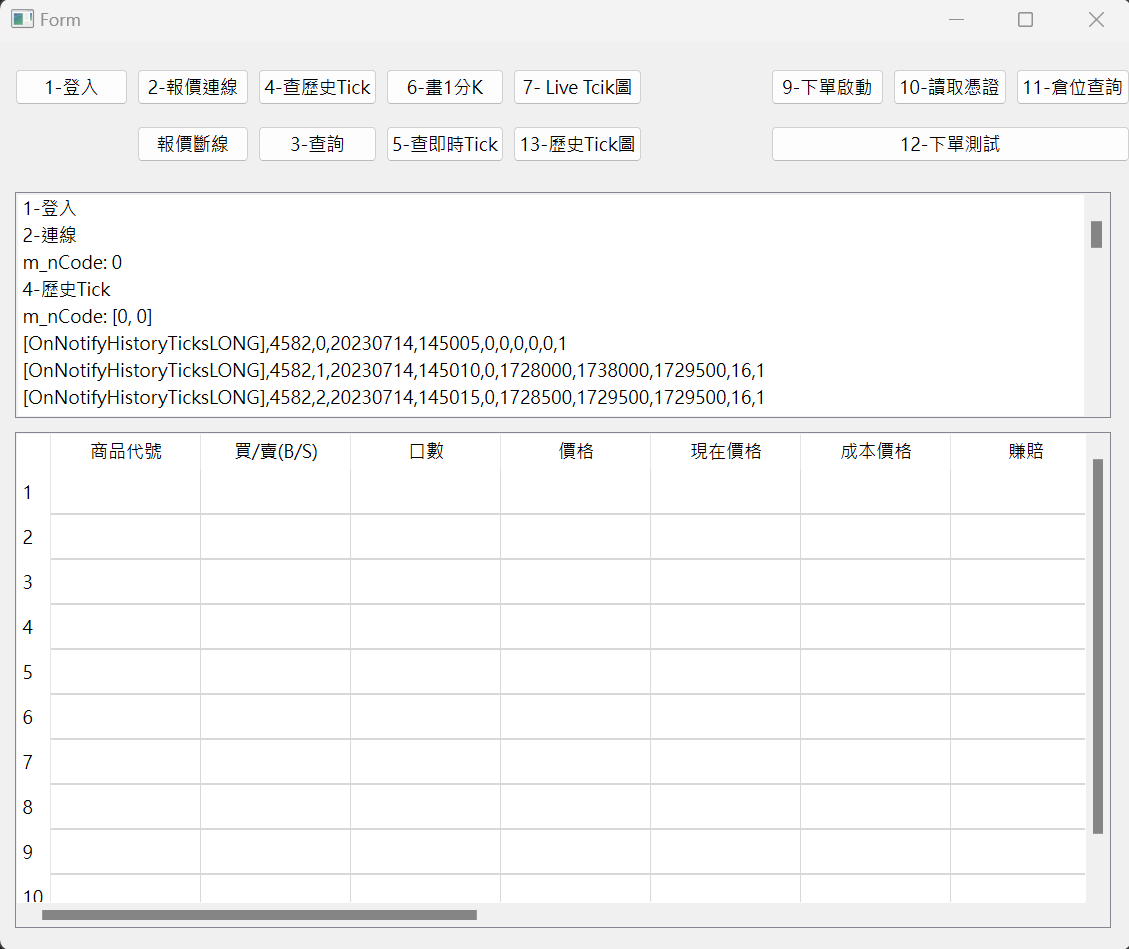 Form
1-登入 2-報價連線 4-查歷史Tick 6-畫1分K 7- Live Tcik圖 9-下單啟動 10-讀取憑證 11-倉位查詢
報價斷線 3-查詢 5-查即時Tick 13-歷史Tick圖 12-下單測試
1-登入
2-連線
m_nCode: 0
4-歷史Tick
m_nCode: [0, 0]
[OnNotifyHistoryTicksLONG],4582,0,20230714,145005,0,0,0,0,0,1
[OnNotifyHistoryTicksLONG],4582,1,20230714,145010,0,1728000,1738000,1729500,16,1
[OnNotifyHistoryTicksLONG],4582,2,20230714,145015,0,1728500,1729500,1729500,16,1
商品代號 買/賣(B/S) 口數 價格 現在價格 成本價格 賺賠
1
2
3
4
5
6
7
8
9
10